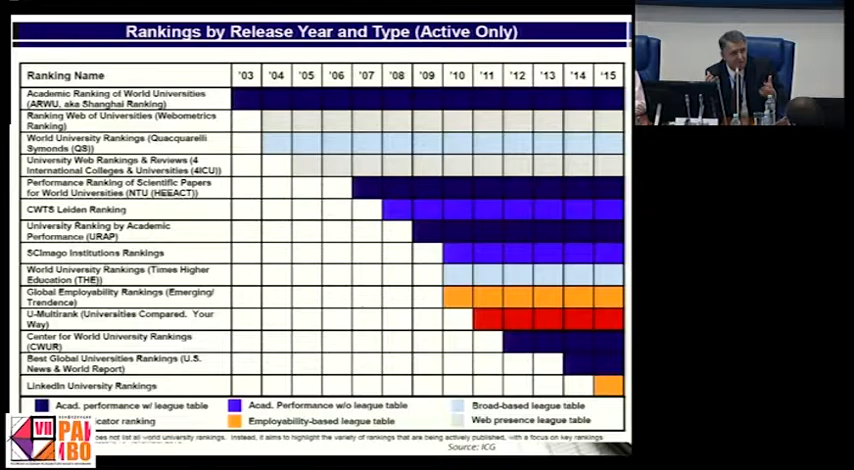 Rankings by Release Year and Type (Active Only)
Ranking Name '03 '04 '05 '06 '07 '08 '09 '10 '11 '12 '13 '14 '15
Academic Ranking of World Universities
(ARWU, aka Shanghai Ranking)
Ranking Web of Universities (Webometrics
Ranking)
World University Rankings (Quacquarelli
Symonds (QS))
University Web Rankings & Reviews (4
International Colleges & Universities (4ICU))
Performance Ranking of Scientific Papers
for World Universities (NTU (HEEACT)
CWTS Leiden Ranking
University Ranking by Academic
Performance (URAP)
SCImago Institutions Rankings
World University Rankings (Times Higher
Education (THE))
Global Employability Rankings (Emerging/
Trendence)
U-Multirank (Universities Compared. Your
Way)
Center for World University Rankings
(CWUR)
Best Global Universities Rankings (U.S.
News & World Report)
LinkedIn University Rankings
Acad. performance w/ league table Acad. Performance w/o league table Broad-based league table
cator ranking Employability-based league table Web presence league table
oes not list all world university rankings. Instead, it aims to highlight the variety of rankings that are being actively published, with a focus on key rankings
Source: ICG
VII